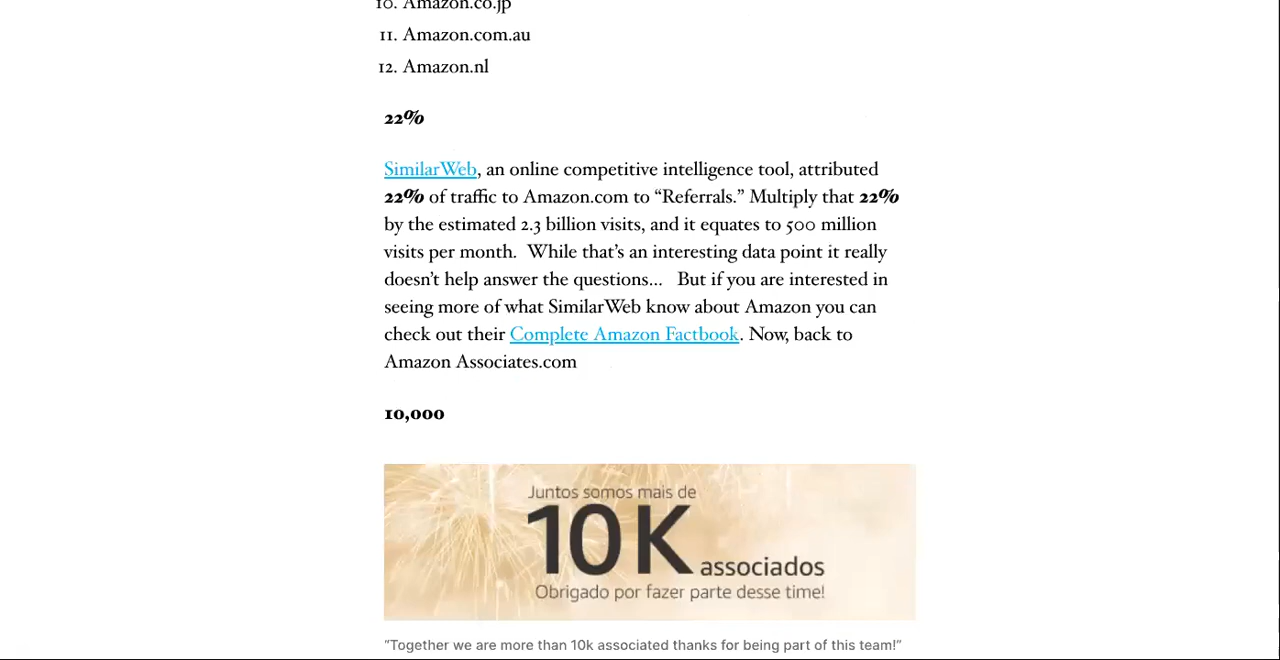 10. Amazon.co.jp
11. Amazon.com.au
12. Amazon.nl
22%
SimilarWeb, an online competitive intelligence tool, attributed
22% of traffic to Amazon.com to “Referrals.” Multiply that 22%
by the estimated 2.3 billion visits, and it equates to 500 million
visits per month.  While that’s an interesting data point it really
doesn’t help answer the questions...   But if you are interested in
seeing more of what SimilarWeb know about Amazon you can
check out their Complete Amazon Factbook. Now, back to
Amazon Associates.com
10,000
Juntos somos mais de
10K associados
Obrigado por fazer parte desse time!
“Together we are more than 10k associated thanks for being part of this team!”